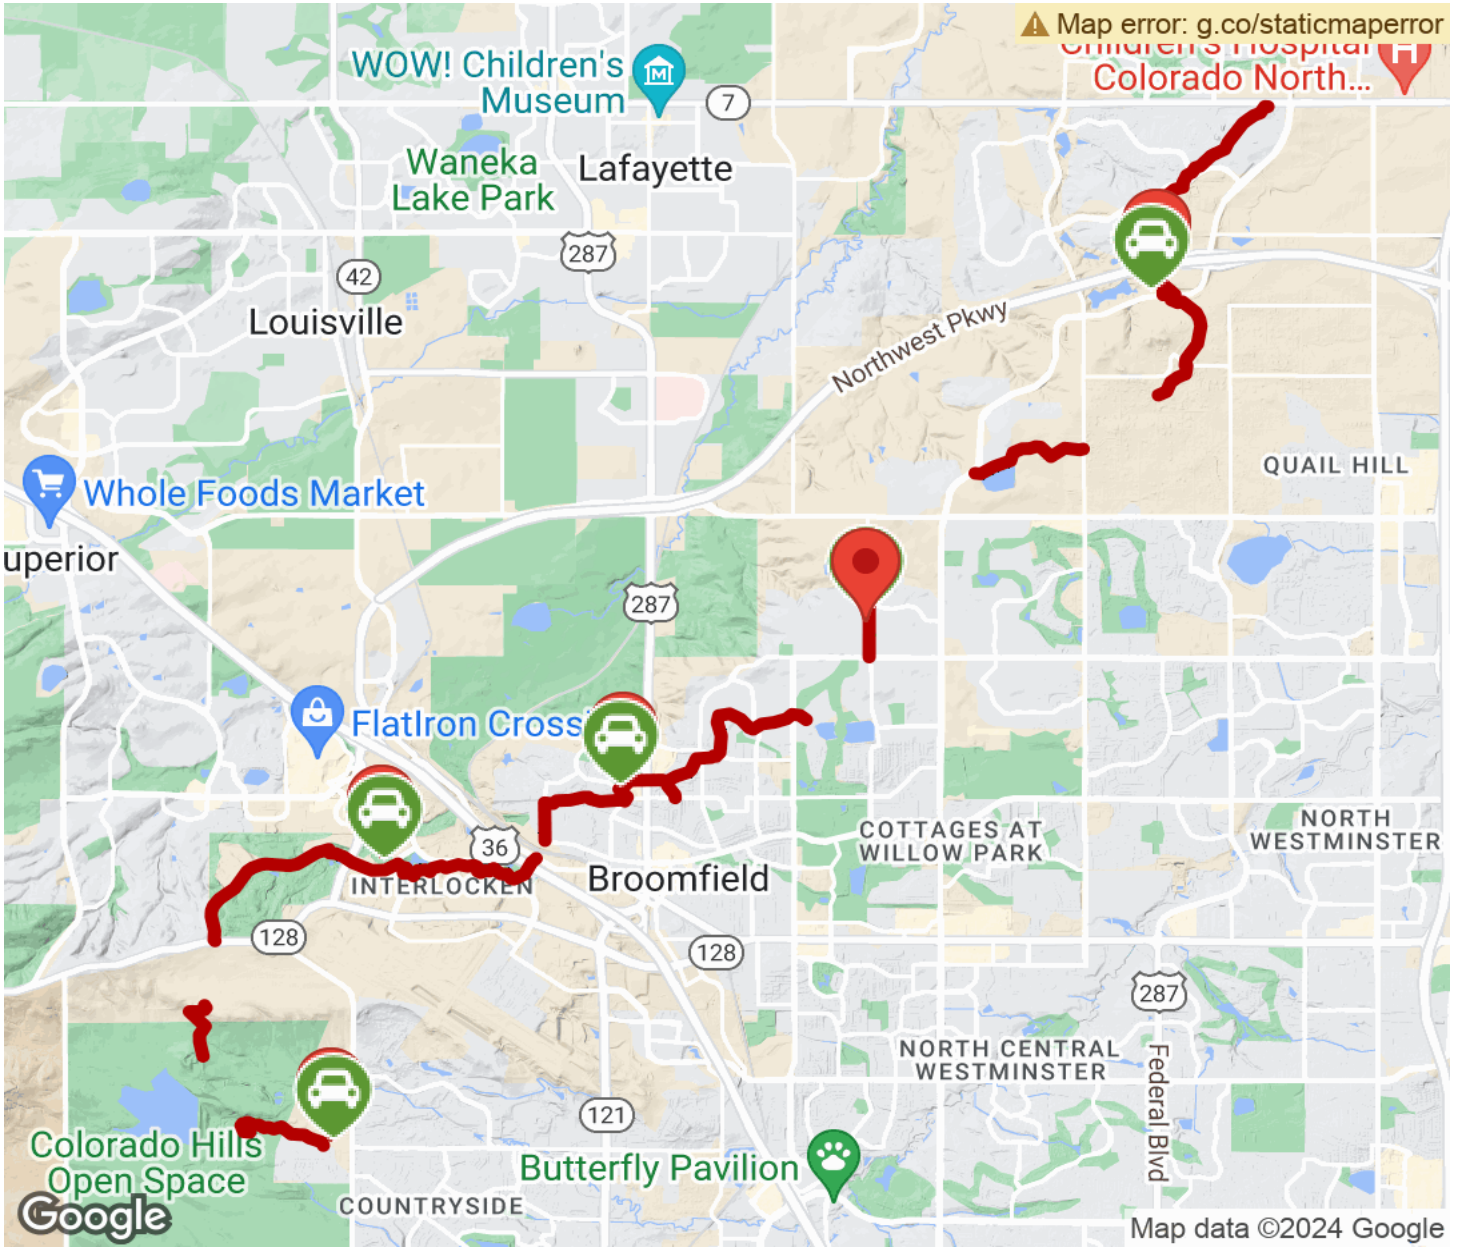 Map error: g.co/staticmaperror
Children's Hospital
Colorado North...
H
WOW! Children's
Museum
M
7
Waneka
Lake Park
Lafayette
287
42
Louisville
Northwest Pkwy
QUAIL HILL
Whole Foods Market
uperior
287
FlatIron Cross
36
COTTAGES AT
WILLOW PARK
NORTH
WESTMINSTER
INTERLOCKEN
Broomfield
128
128
287
NORTH CENTRAL
WESTMINSTER
Federal Blvd
121
Colorado Hills
Open Space
Butterfly Pavilion
COUNTRYSIDE
Google
Map data ©2024 Google